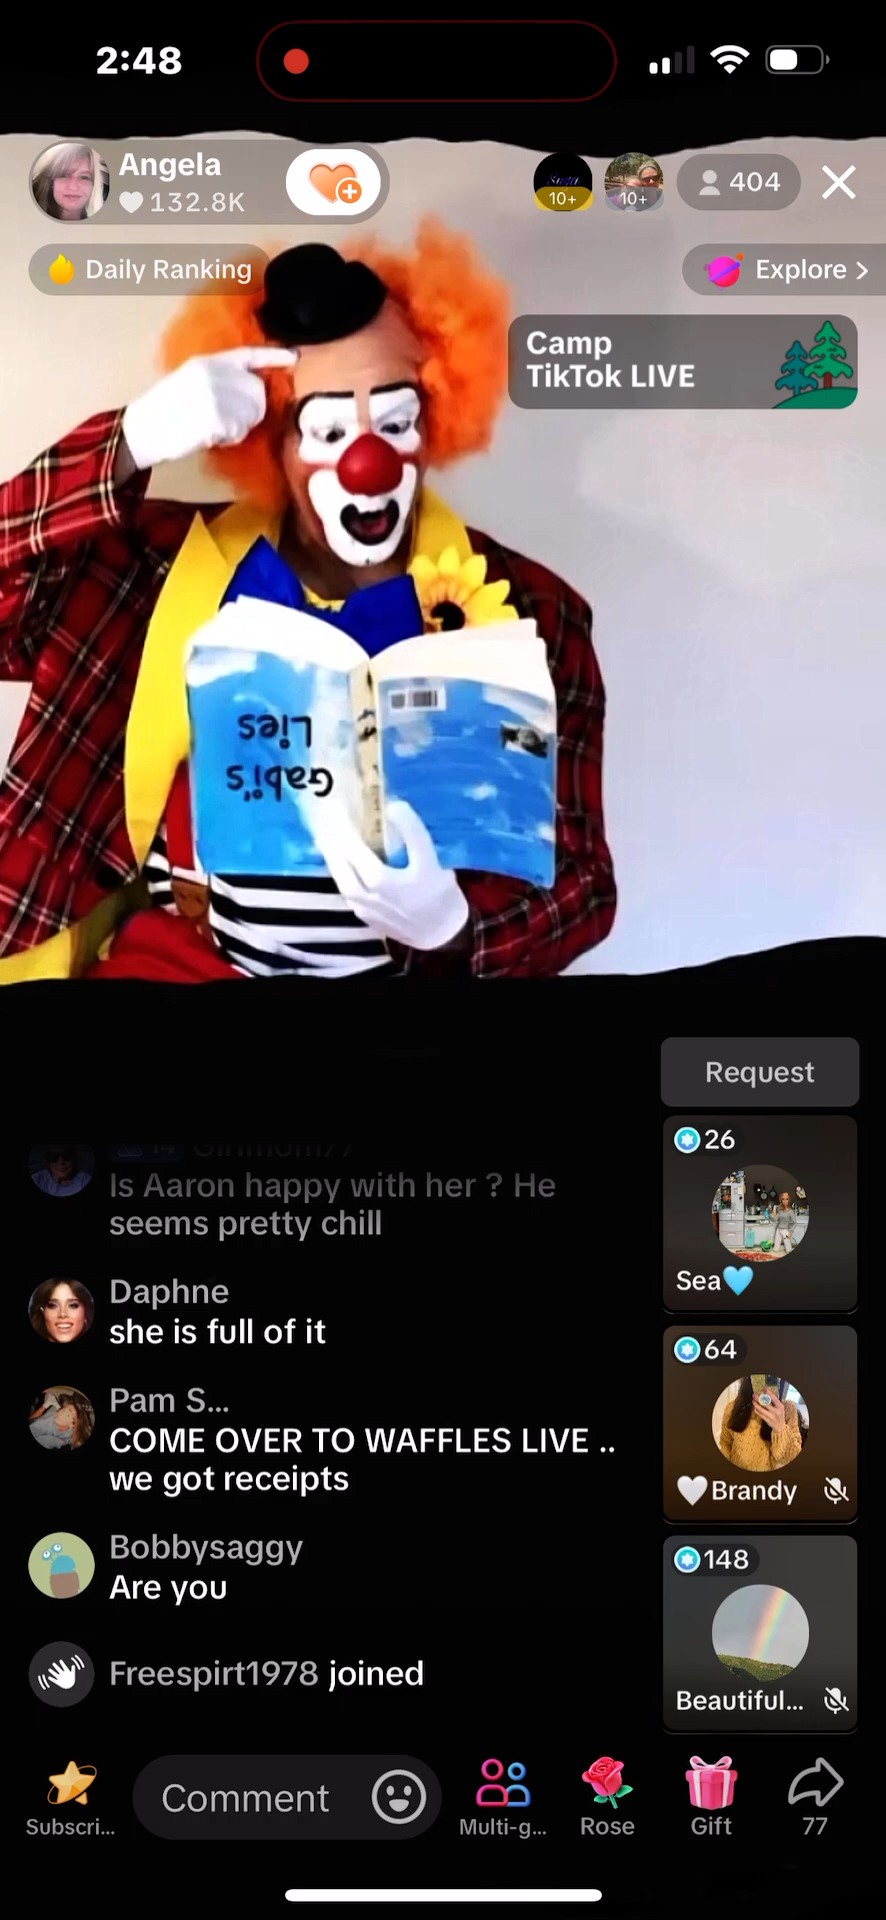 2:48
Angela
132.8K
10+
10+
404
Daily Ranking
Explore >
Camp
TikTok LIVE
Gabi's
Lies
Request
26
Is Aaron happy with her ? He
seems pretty chill
Sea🩵
Daphne
she is full of it
64
Pam S...
COME OVER TO WAFFLES LIVE ..
we got receipts
🤍Brandy
Bobbysaggy
Are you
148
Freespirt1978 joined
Beautiful...
Subscri...
Comment
Multi-g...
Rose
Gift
77